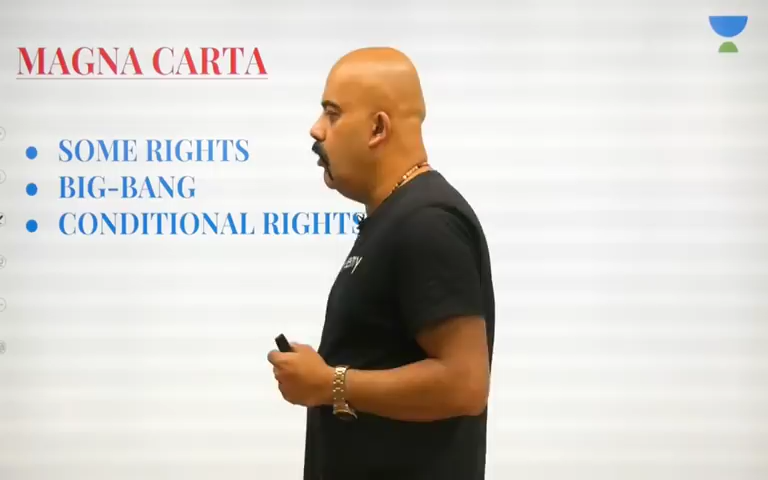 MAGNA CARTA
SOME RIGHTS
BIG-BANG
CONDITIONAL RIGHTS